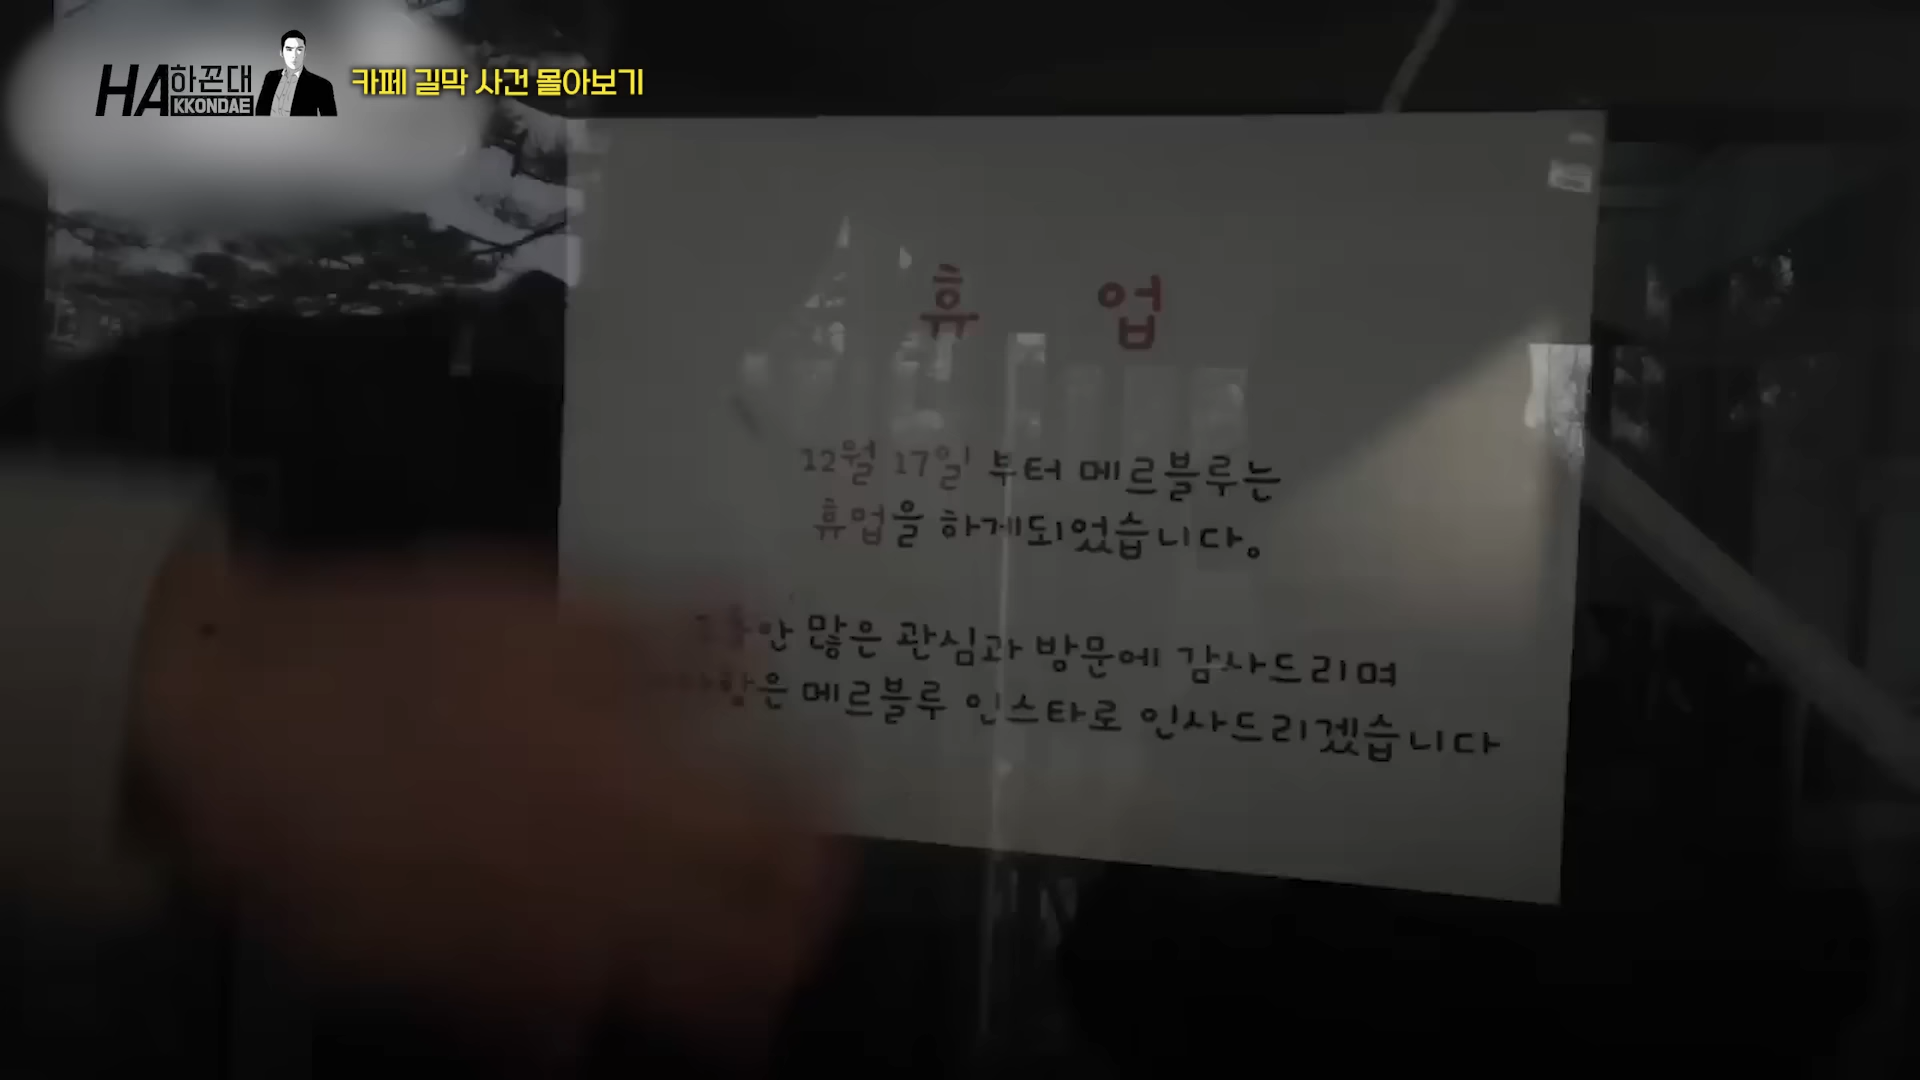 HA 하꼰대 KKONDAE
카페 길막 사건 몰아보기
휴 업
12월 17일 부터 메르블루는
휴업을 하게되었습니다.
많은 관심과 방문에 감사드리며
메르블루 인스타로 인사드리겠습니다